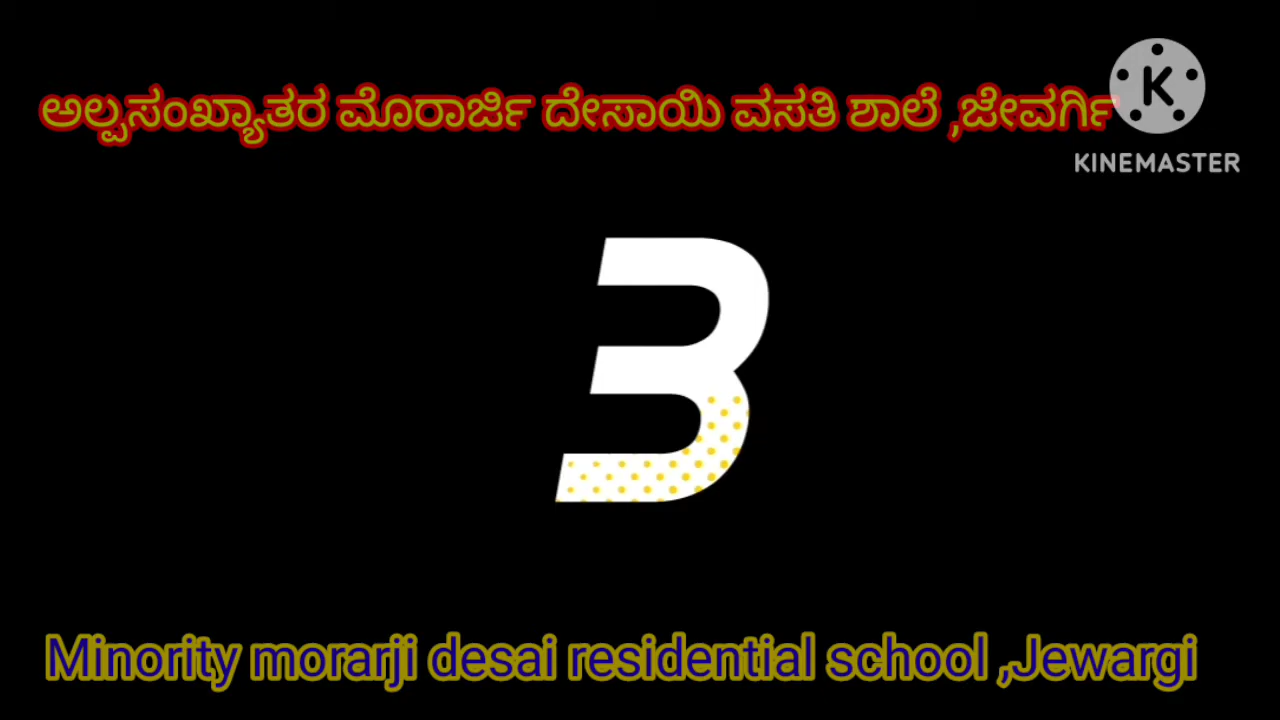 ಅಲ್ಪಸಂಖ್ಯಾತರ ಮೊರಾರ್ಜಿ ದೇಸಾಯಿ ವಸತಿ ಶಾಲೆ ,ಜೇವರ್ಗಿ
K
KINEMASTER
3
Minority morarji desai residential school ,Jewargi